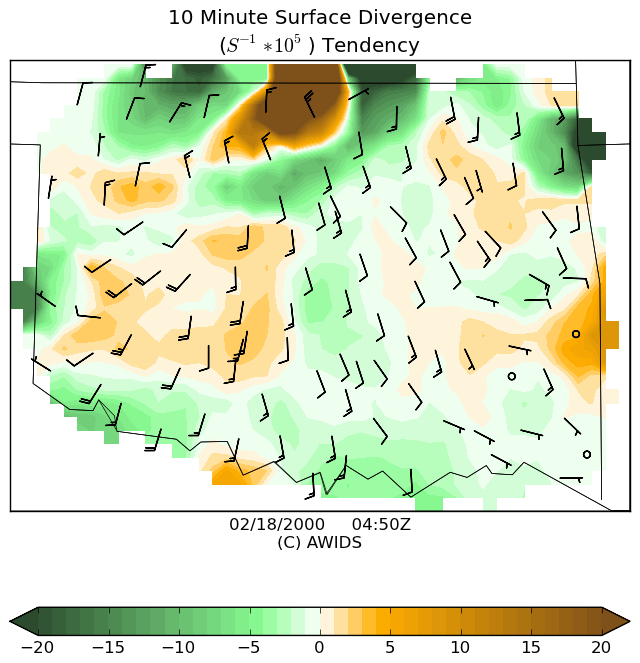 10 Minute Surface Divergence
(S⁻¹ *10⁵ ) Tendency
02/18/2000 04:50Z
(C) AWIDS
−20 −15 −10 −5 0 5 10 15 20